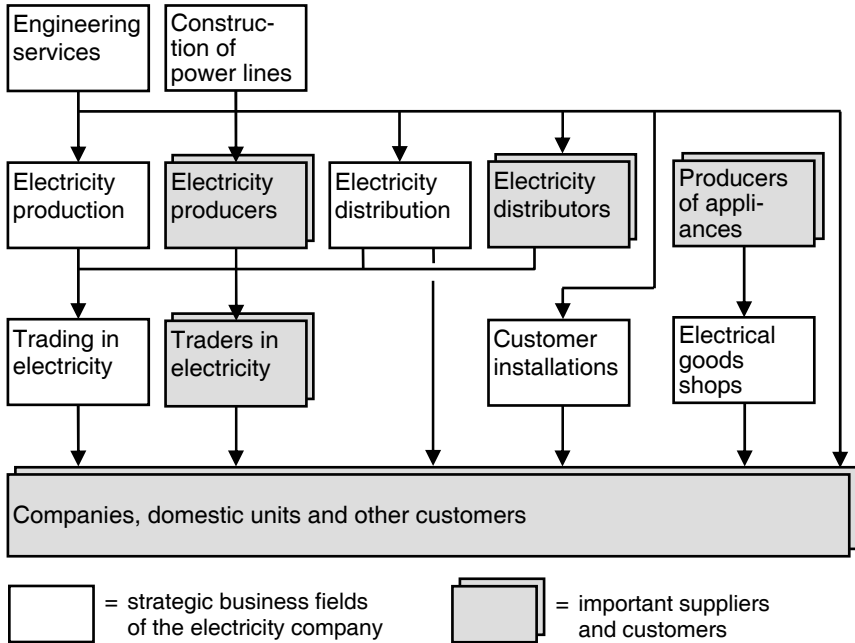 Engineering
services
Construc-
tion of
power lines
Electricity
production
Electricity
producers
Electricity
distribution
Electricity
distributors
Producers
of appli-
ances
Trading in
electricity
Traders in
electricity
Customer
installations
Electrical
goods
shops
Companies, domestic units and other customers
= strategic business fields
of the electricity company
= important suppliers
and customers